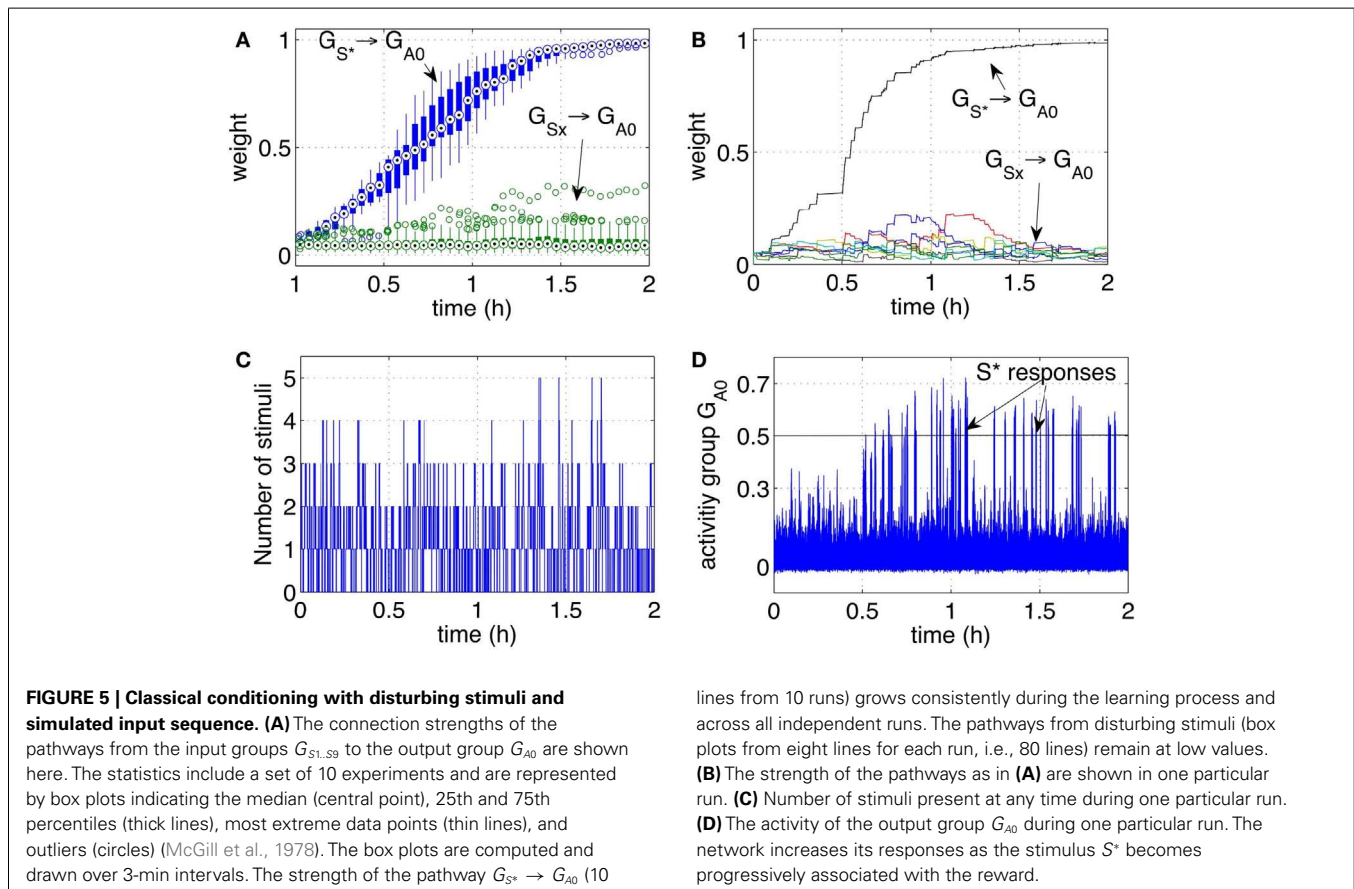 A
G_S* → G_A0
G_Sx → G_A0
1
0.5
0
weight
1 0.5 1 1.5 2
time (h)
B
G_S* → G_A0
G_Sx → G_A0
1
0.5
0
weight
0 0.5 1 1.5 2
time (h)
C
5
4
3
2
1
0
Number of stimuli
0 0.5 1 1.5 2
time (h)
D
S* responses
0.7
0.5
0.3
0
activitiy group G_A0
0 0.5 1 1.5 2
time (h)
FIGURE 5 | Classical conditioning with disturbing stimuli and
simulated input sequence. (A) The connection strengths of the
pathways from the input groups G_S1..S9 to the output group G_A0 are shown
here. The statistics include a set of 10 experiments and are represented
by box plots indicating the median (central point), 25th and 75th
percentiles (thick lines), most extreme data points (thin lines), and
outliers (circles) (McGill et al., 1978). The box plots are computed and
drawn over 3-min intervals. The strength of the pathway G_S* → G_A0 (10
lines from 10 runs) grows consistently during the learning process and
across all independent runs. The pathways from disturbing stimuli (box
plots from eight lines for each run, i.e., 80 lines) remain at low values.
(B) The strength of the pathways as in (A) are shown in one particular
run. (C) Number of stimuli present at any time during one particular run.
(D) The activity of the output group G_A0 during one particular run. The
network increases its responses as the stimulus S* becomes
progressively associated with the reward.